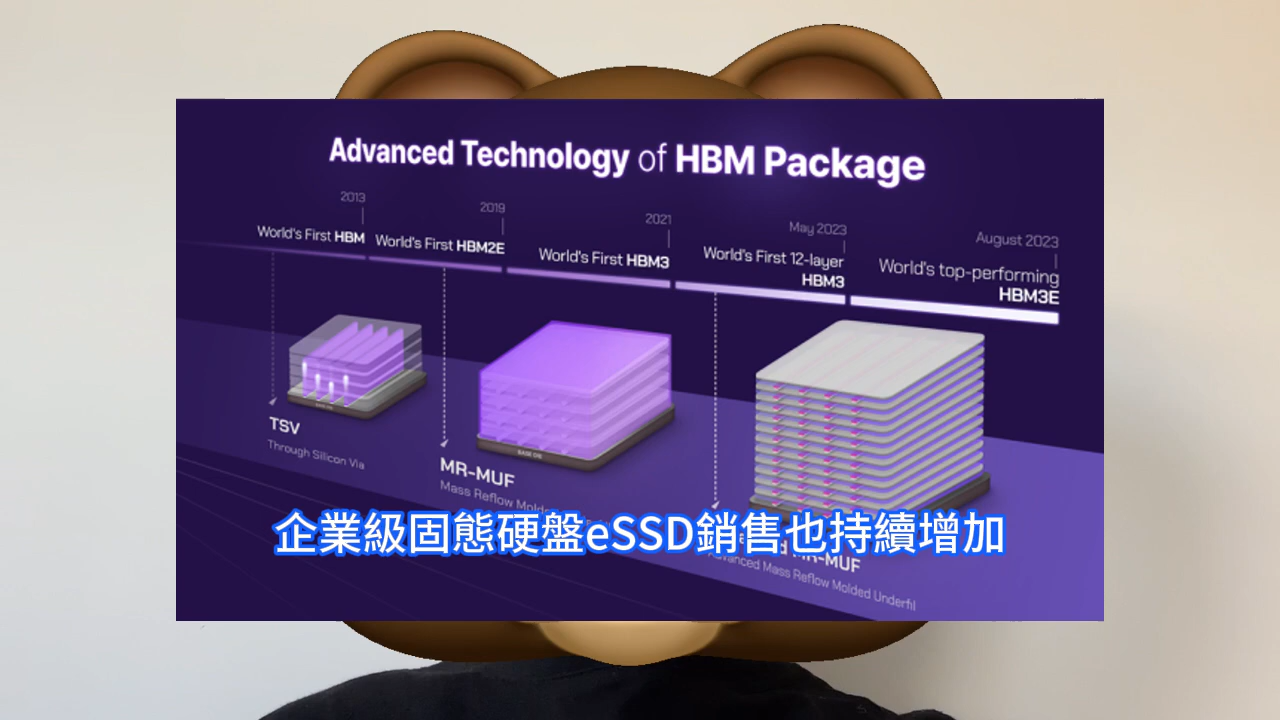 Advanced Technology of HBM Package
2013
World's First HBM
2019
World's First HBM2E
2021
World's First HBM3
May 2023
World's First 12-layer
HBM3
August 2023
World's top-performing
HBM3E
TSV
Through Silicon Via
BASE DIE
MR-MUF
Mass Reflow
MR-MUF
Advanced Mass Reflow Molded Underfil
企業級固態硬盤eSSD銷售也持續增加